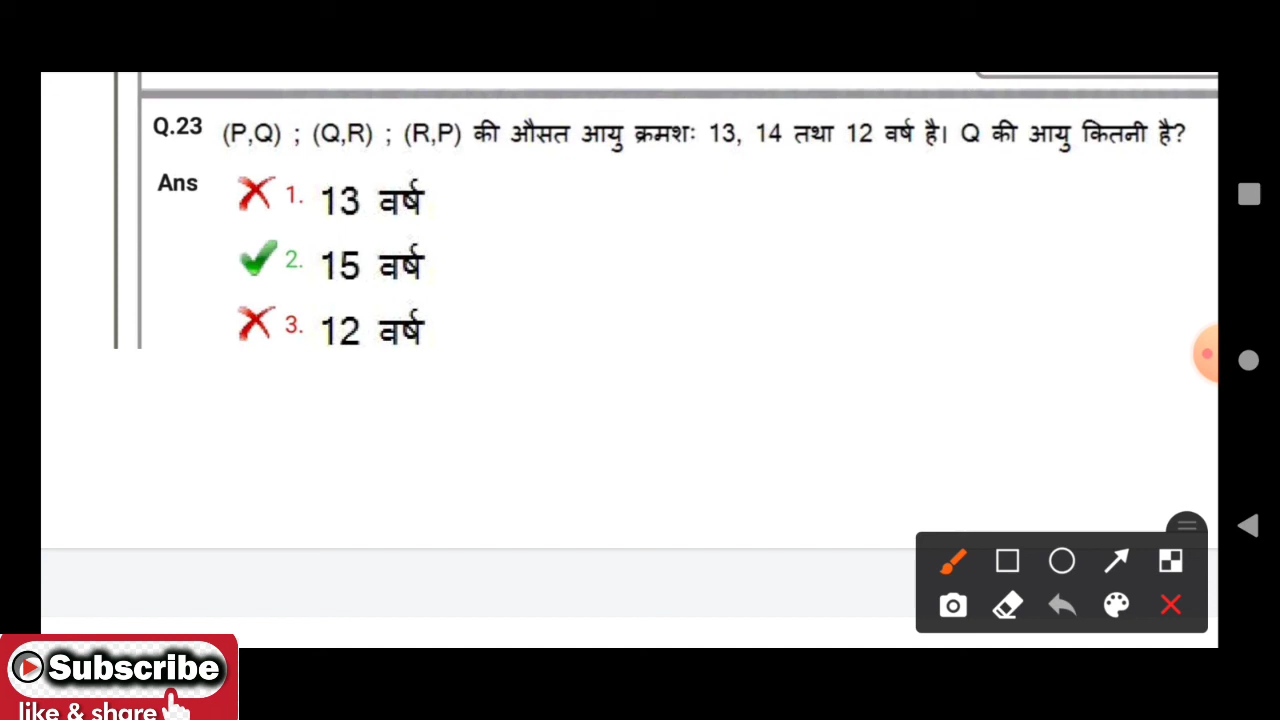 Q.23 (P,Q) ; (Q,R) ; (R,P) की औसत आयु क्रमशः 13, 14 तथा 12 वर्ष है। Q की आयु कितनी है?
Ans 1. 13 वर्ष
2. 15 वर्ष
3. 12 वर्ष
Subscribe
like & share